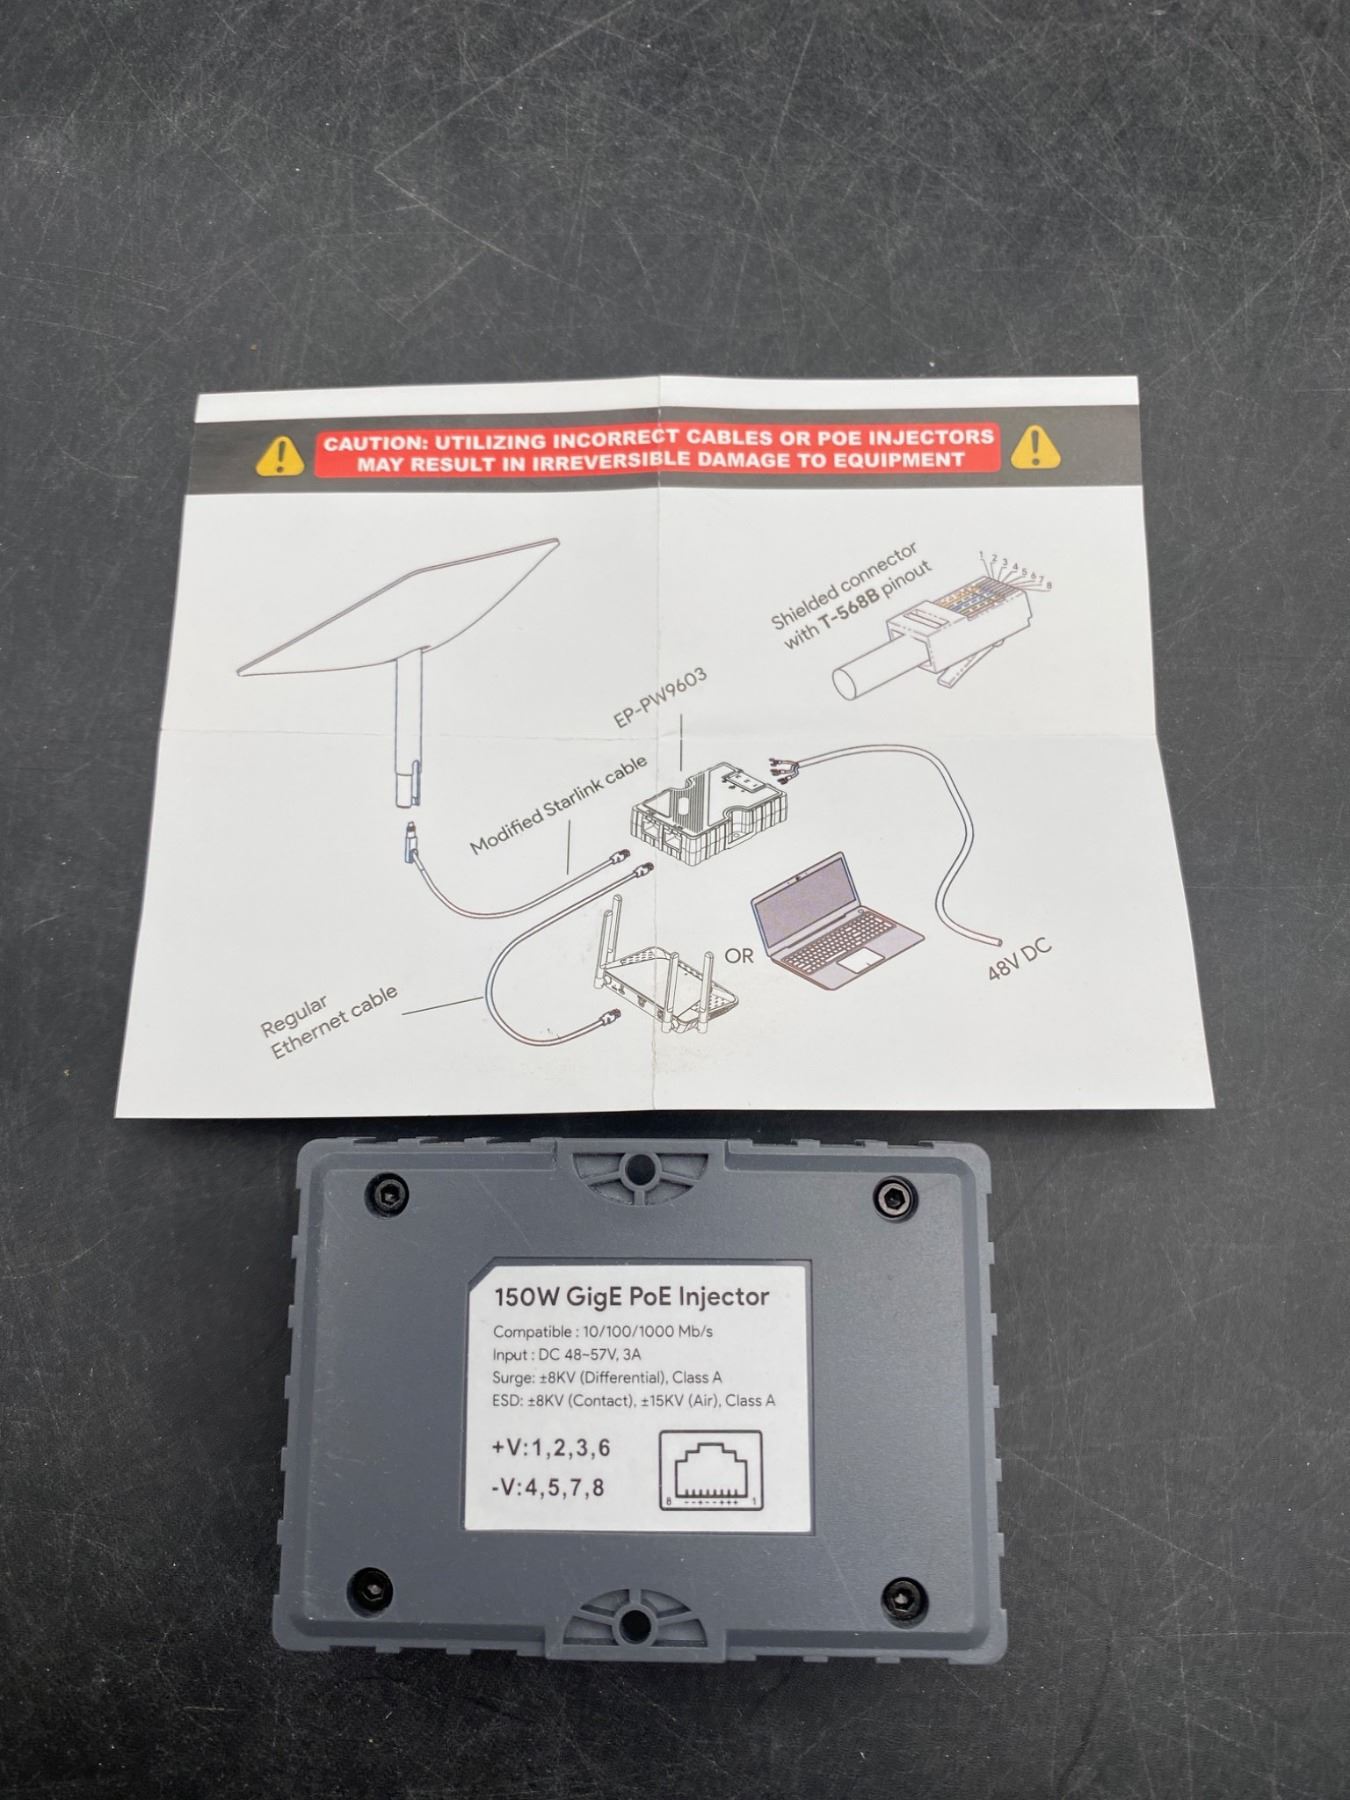 CAUTION: UTILIZING INCORRECT CABLES OR POE INJECTORS
MAY RESULT IN IRREVERSIBLE DAMAGE TO EQUIPMENT
Shielded connector
with T-568B pinout
1 2 3 4 5 6 7 8
EP-PW9603
Modified Starlink cable
OR
48V DC
Regular
Ethernet cable
150W GigE PoE Injector
Compatible : 10/100/1000 Mb/s
Input : DC 48~57V, 3A
Surge: ±8KV (Differential), Class A
ESD: ±8KV (Contact), ±15KV (Air), Class A
+V:1,2,3,6
-V:4,5,7,8
8 --+--+++ 1